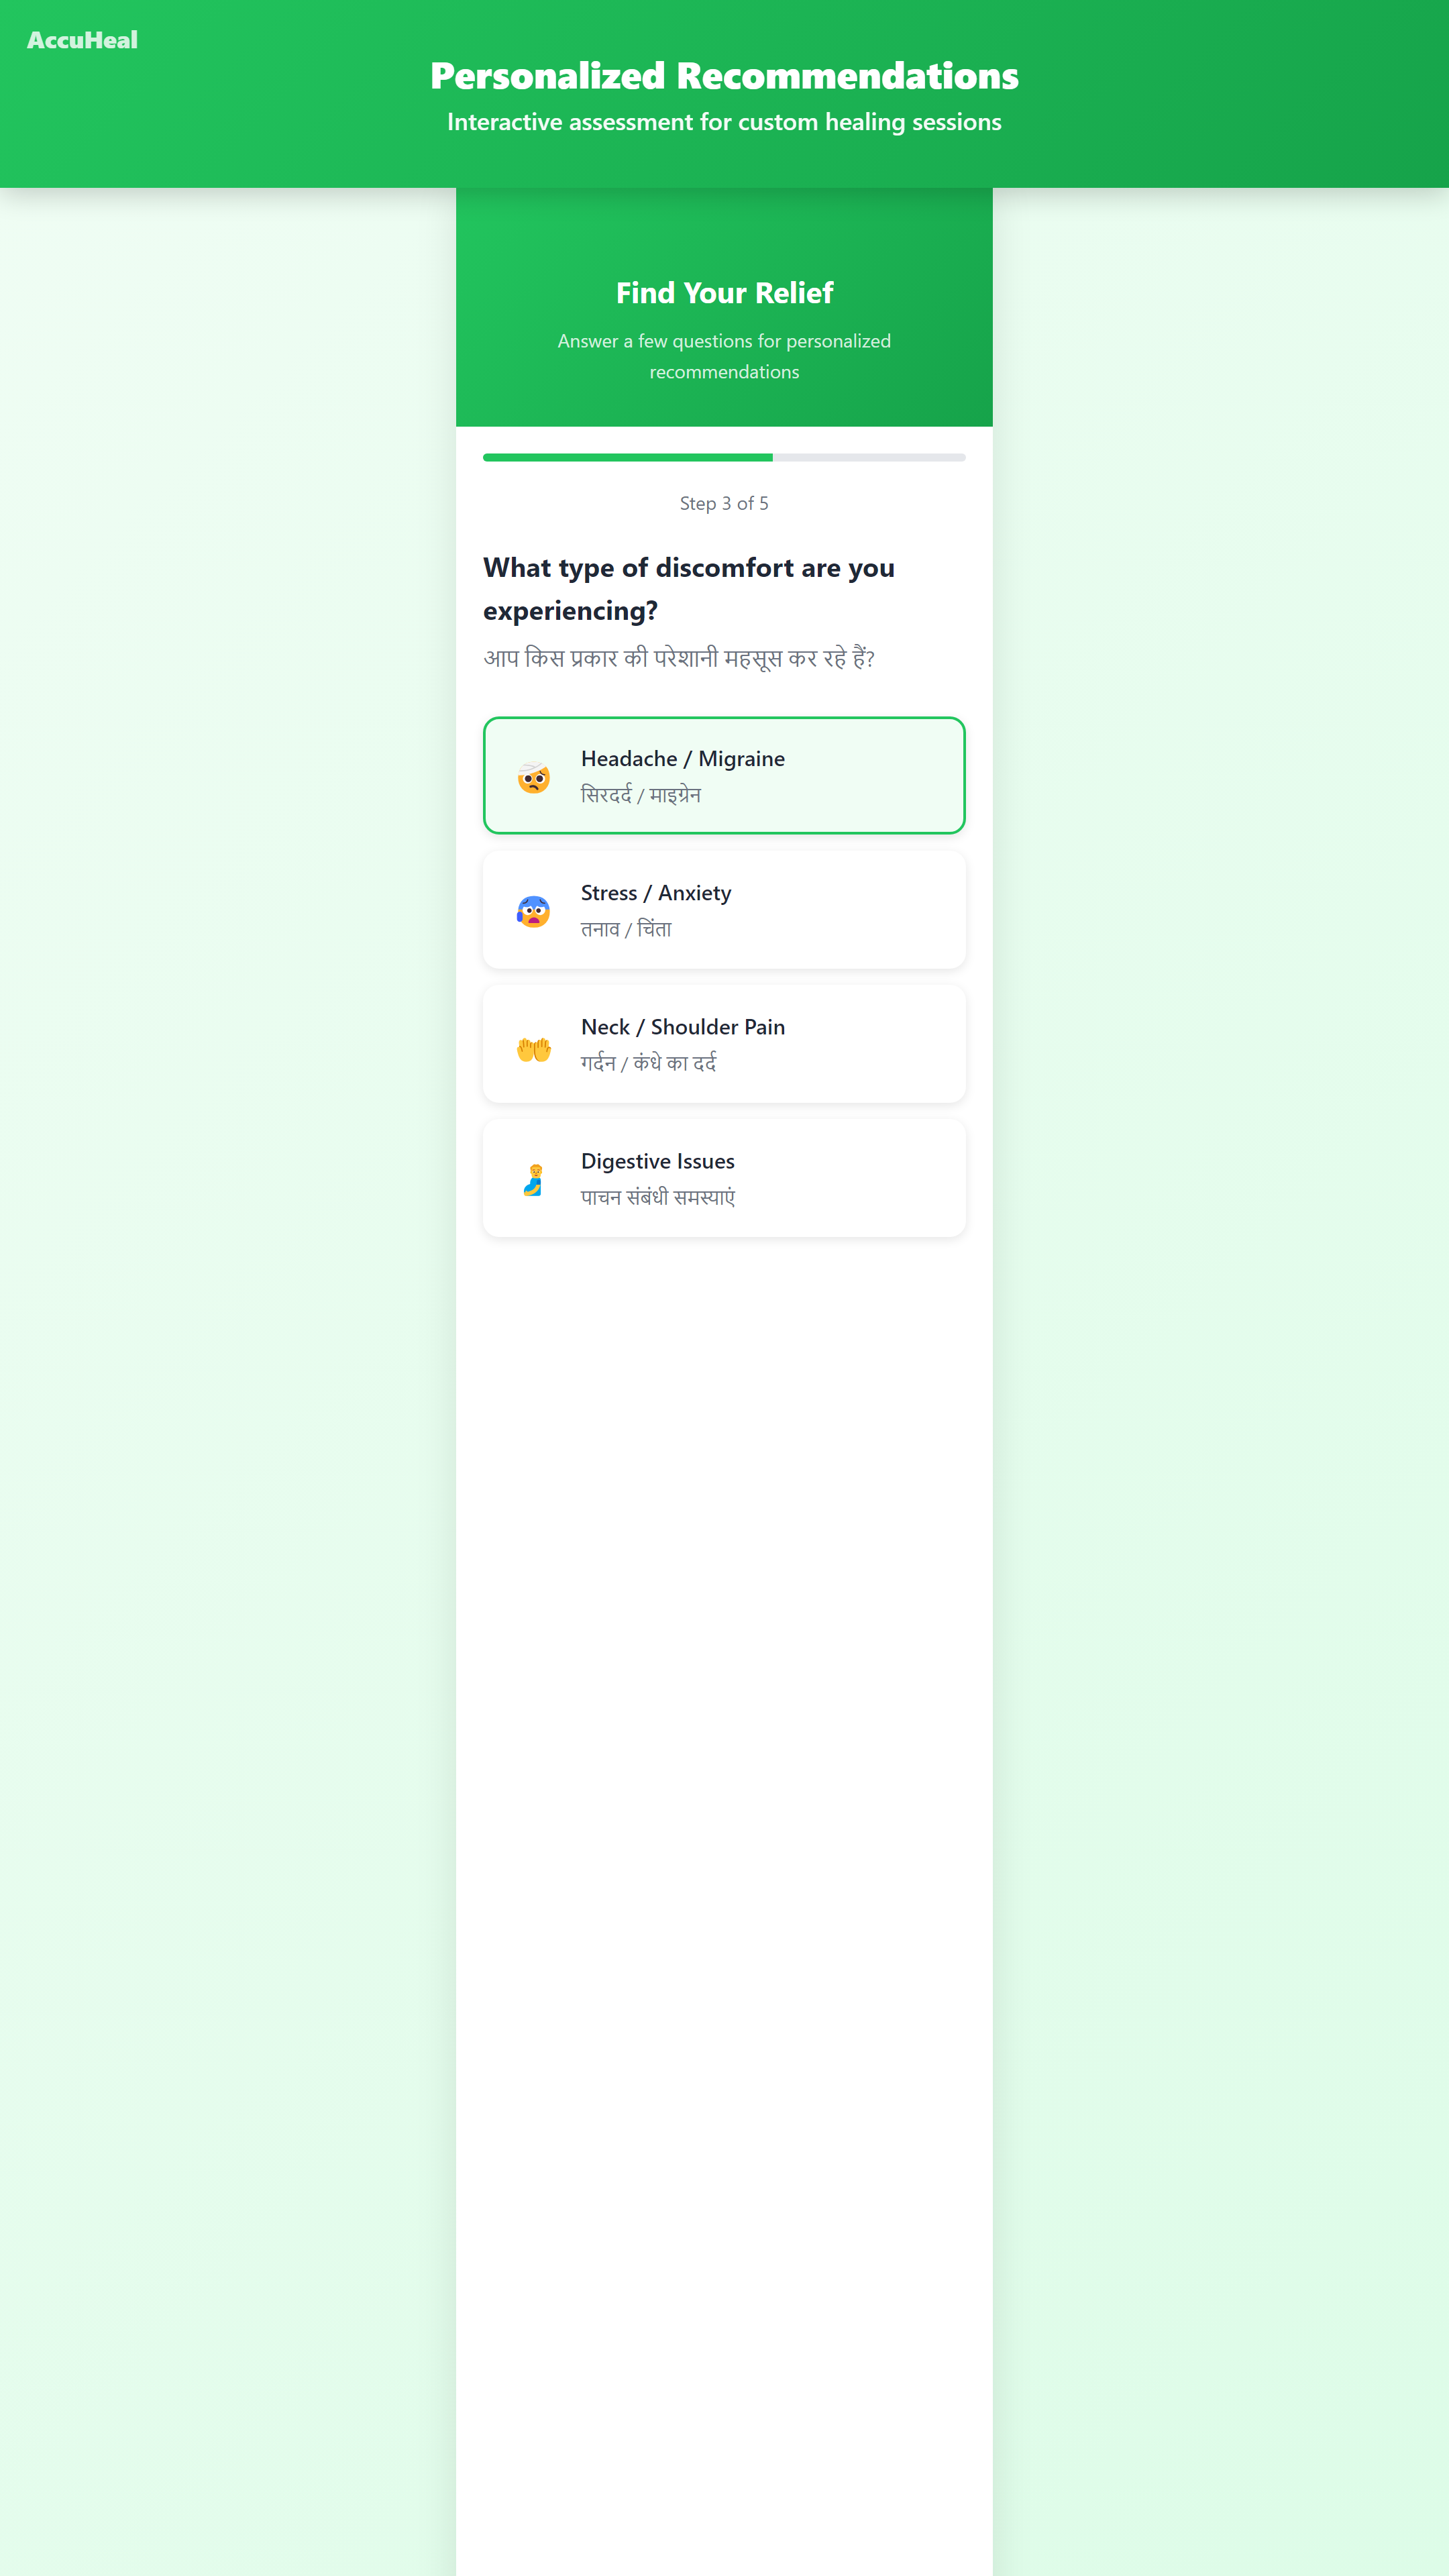 AccuHeal
Personalized Recommendations
Interactive assessment for custom healing sessions
Find Your Relief
Answer a few questions for personalized
recommendations
Step 3 of 5
What type of discomfort are you
experiencing?
आप किस प्रकार की परेशानी महसूस कर रहे हैं?
Headache / Migraine
सिरदर्द / माइग्रेन
Stress / Anxiety
तनाव / चिंता
Neck / Shoulder Pain
गर्दन / कंधे का दर्द
Digestive Issues
पाचन संबंधी समस्याएं